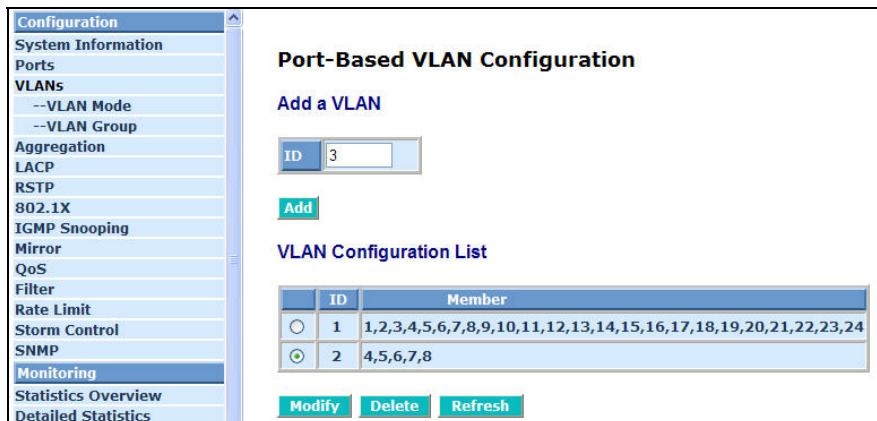 Configuration
System Information
Ports
VLANs
--VLAN Mode
--VLAN Group
Aggregation
LACP
RSTP
802.1X
IGMP Snooping
Mirror
QoS
Filter
Rate Limit
Storm Control
SNMP
Monitoring
Statistics Overview
Detailed Statistics
Port-Based VLAN Configuration
Add a VLAN
ID 3
Add
VLAN Configuration List
ID Member
1 1,2,3,4,5,6,7,8,9,10,11,12,13,14,15,16,17,18,19,20,21,22,23,24
2 4,5,6,7,8
Modify Delete Refresh